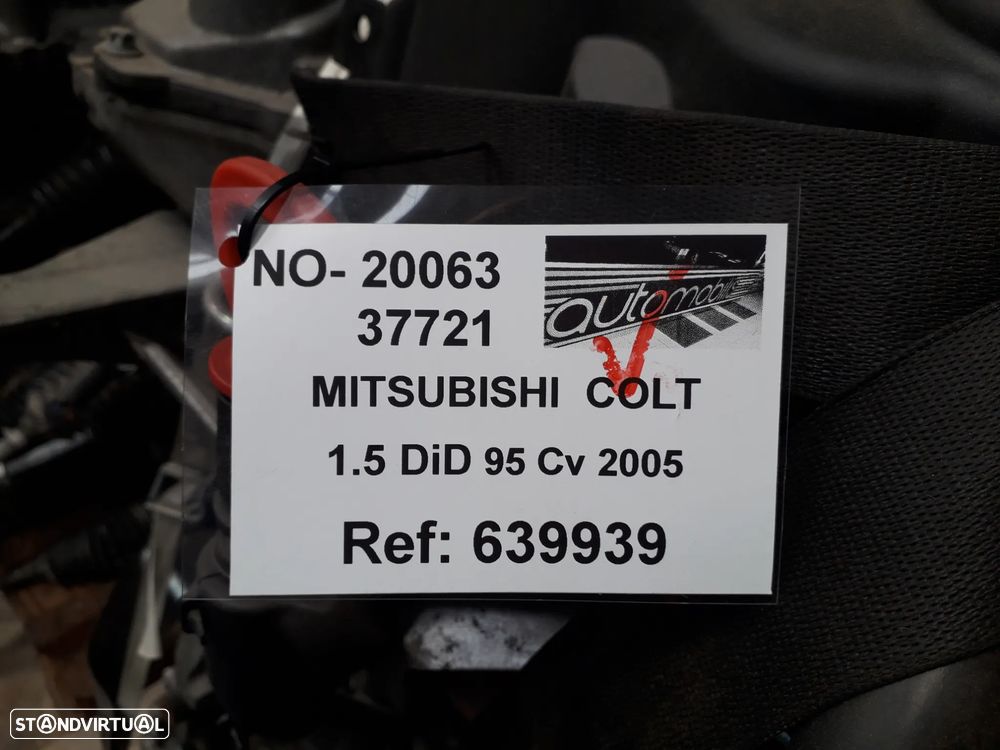 NO- 20063
37721
automobil
MITSUBISHI COLT
1.5 DiD 95 Cv 2005
Ref: 639939
STANDVIRTUAL